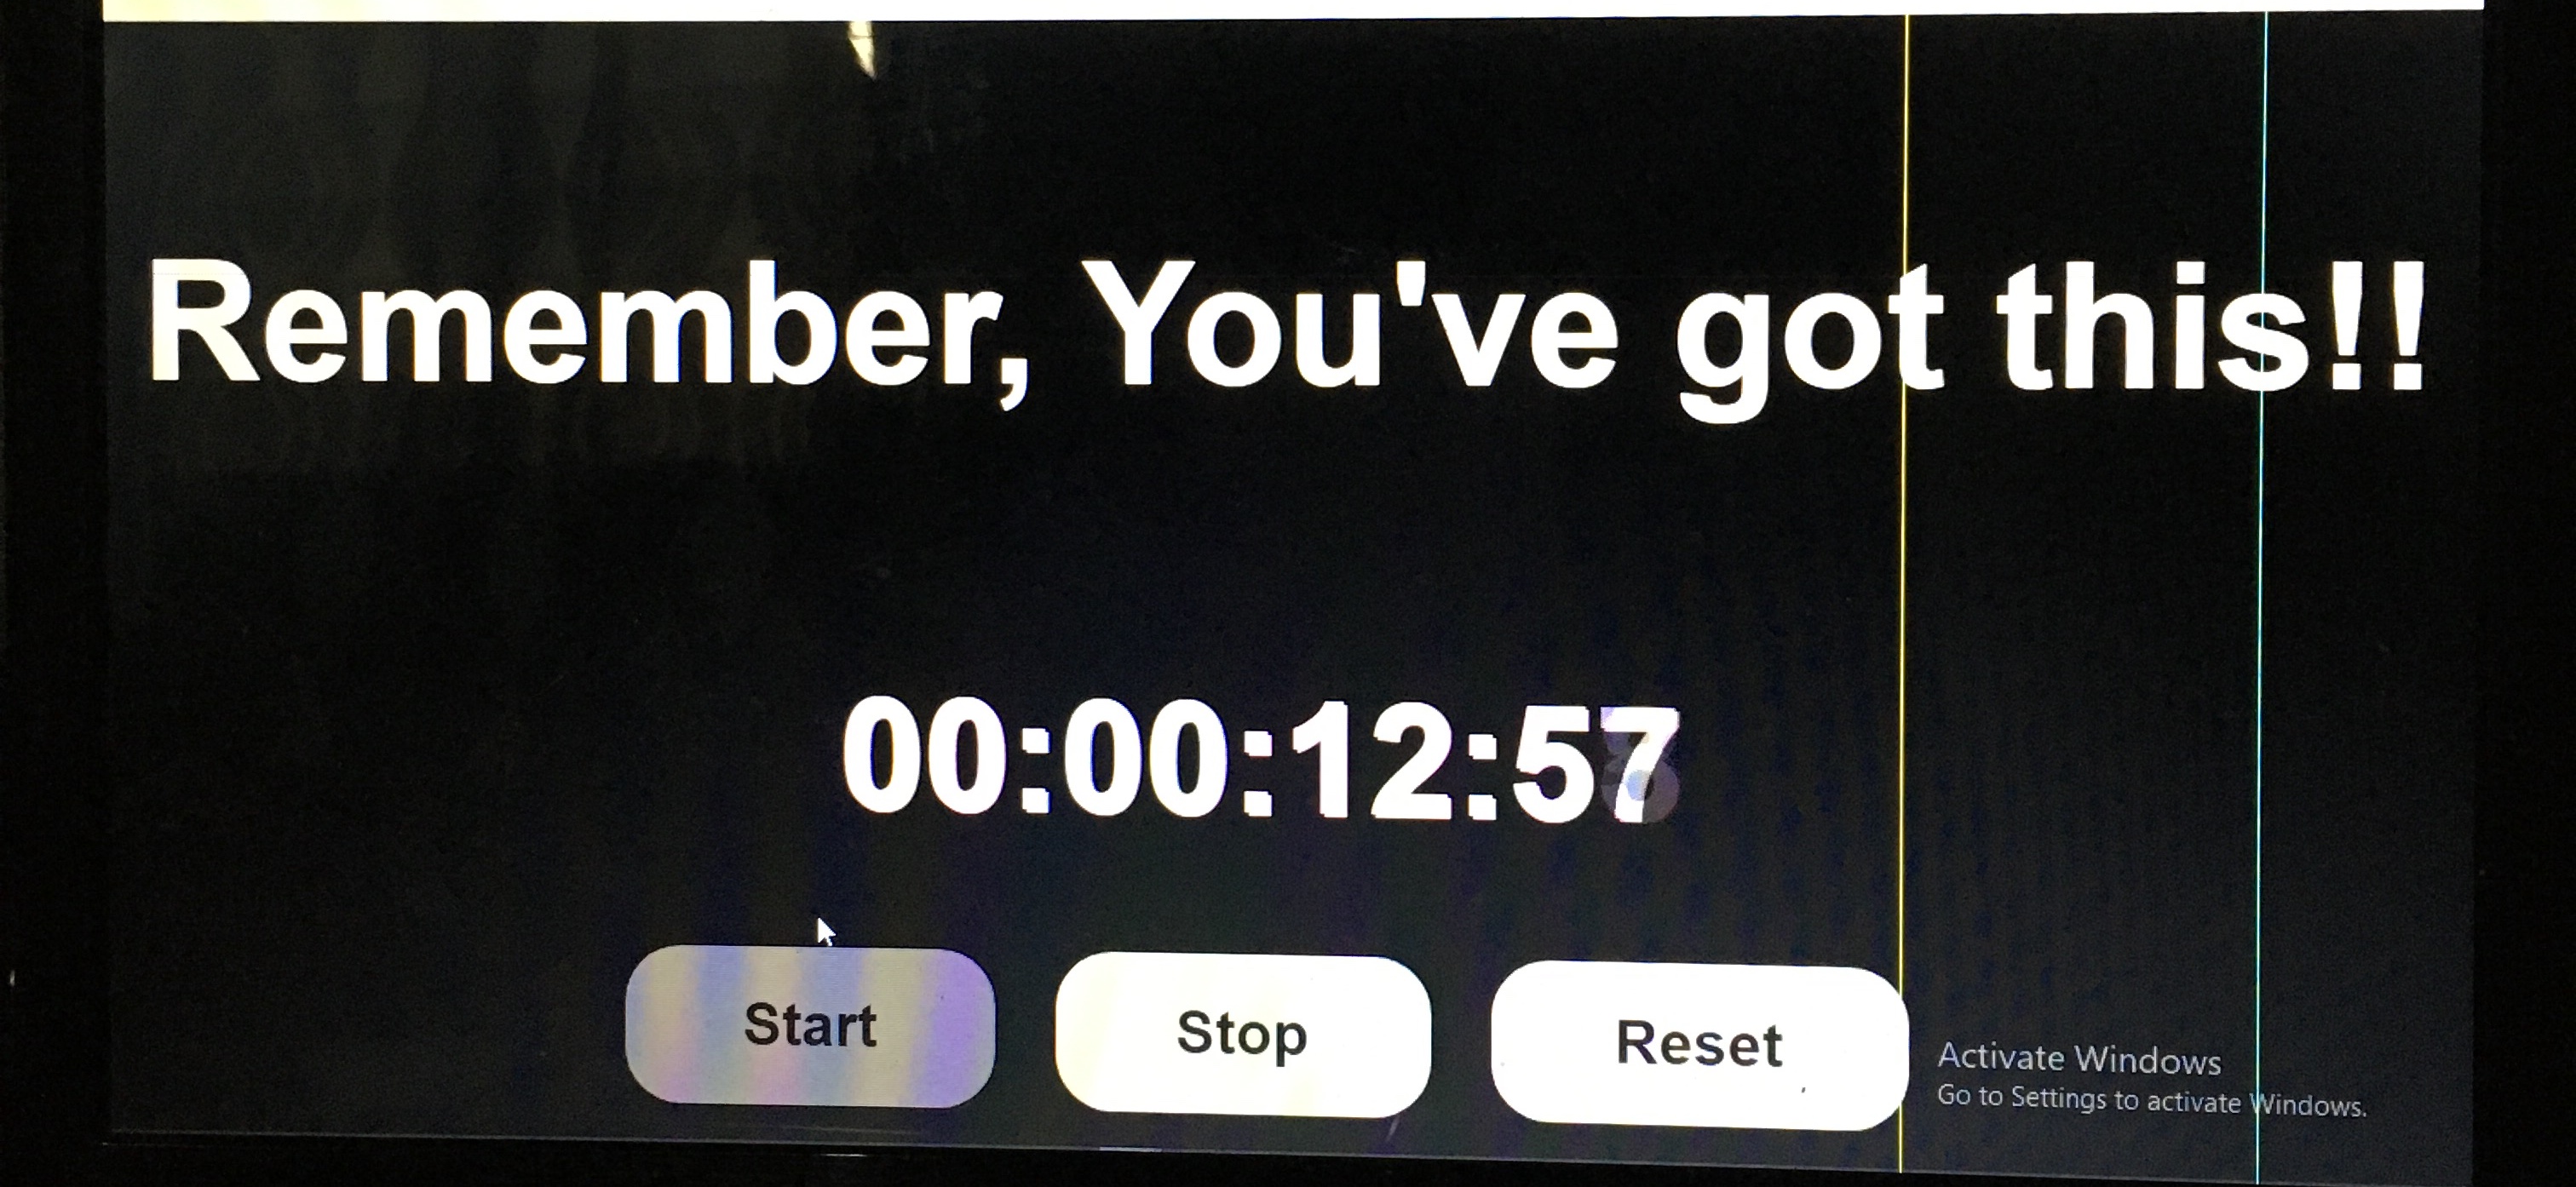 Remember, You've got this!!
00:00:12:57
Start
Stop
Reset
Activate Windows
Go to Settings to activate Windows.